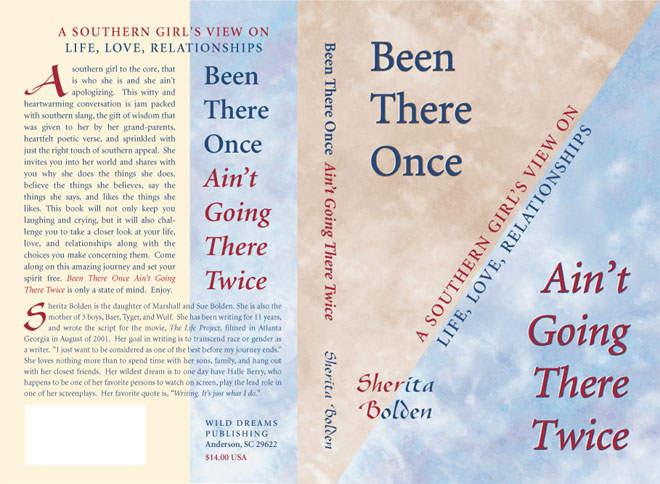 A SOUTHERN GIRL'S VIEW ON
LIFE, LOVE, RELATIONSHIPS
A southern girl to the core, that
is who she is and she ain't
apologizing. This witty and
heartwarming conversation is jam packed
with southern slang, the gift of wisdom that
was given to her by her grand-parents,
heartfelt poetic verse, and sprinkled with
just the right touch of southern appeal. She
invites you into her world and shares with
you why she does the things she does,
believe the things she believes, say the
things she says, and likes the things she
likes. This book will not only keep you
laughing and crying, but it will also chal-
lenge you to take a closer look at your life,
love, and relationships along with the
choices you make concerning them. Come
along on this amazing journey and set your
spirit free. Been There Once Ain't Going
There Twice is only a state of mind. Enjoy.
Been
There
Once
Ain't
Going
There
Twice
Sherita Bolden is the daughter of Marshall and Sue Bolden. She is also the
mother of 3 boys, Baer, Tyger, and Wulf. She has been writing for 11 years,
and wrote the script for the movie, The Life Project, filmed in Atlanta
Georgia in August of 2001. Her goal in writing is to transcend race or gender as
a writer. "I just want to be considered as one of the best before my journey ends."
She loves nothing more than to spend time with her sons, family, and hang out
with her closest friends. Her wildest dream is to one day have Halle Berry, who
happens to be one of her favorite persons to watch on screen, play the lead role in
one of her screenplays. Her favorite quote is, "Writing. It's just what I do."
WILD DREAMS
PUBLISHING
Anderson, SC 29622
$14.00 USA
Been There Once Ain't Going There Twice
Sherita Bolden
Been
There
Once
A SOUTHERN GIRL'S VIEW ON
LIFE, LOVE, RELATIONSHIPS
Ain't
Going
There
Twice
Sherita
Bolden